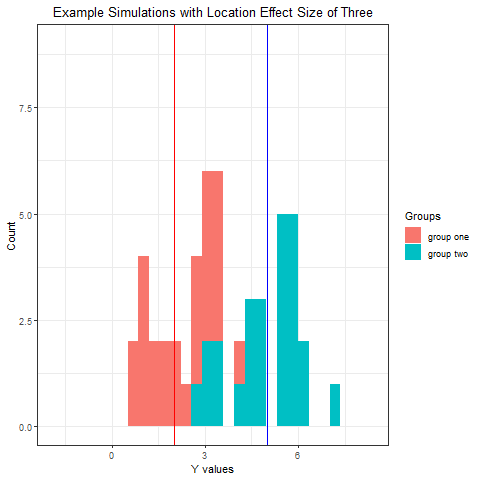 Example Simulations with Location Effect Size of Three
7.5
5.0
2.5
0.0
Count
0
3
6
Y values
Groups
group one
group two